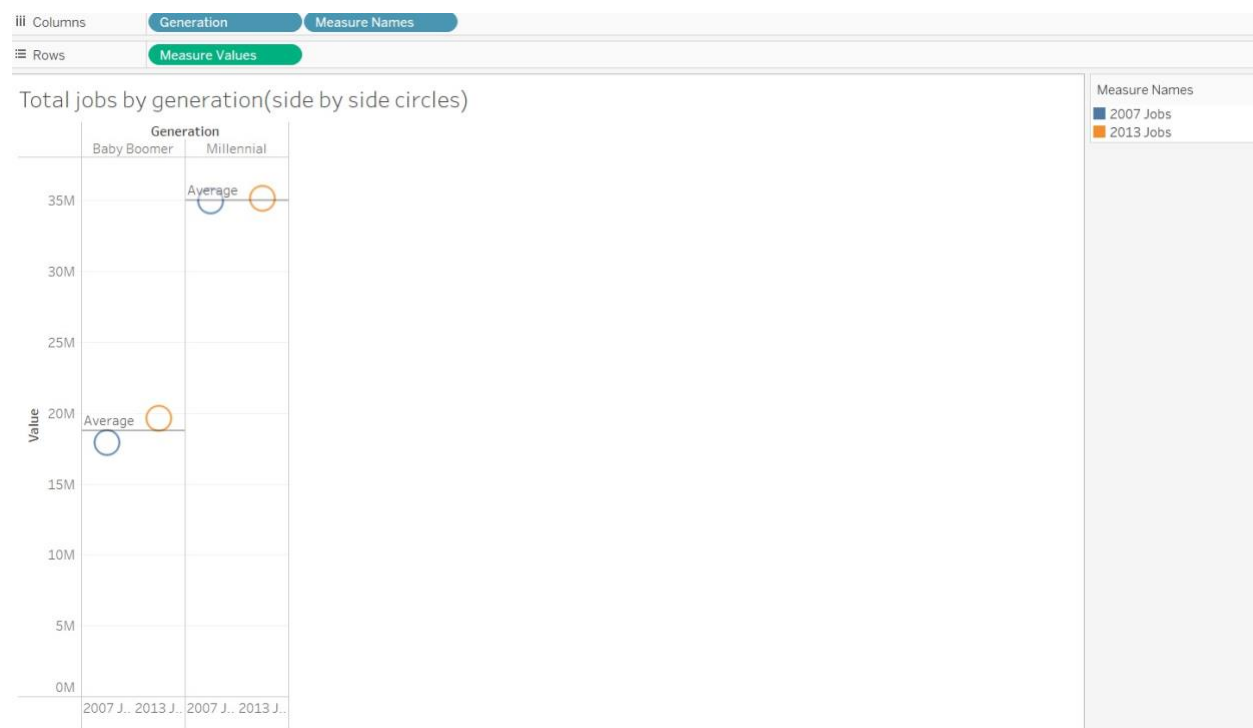 iii Columns Generation Measure Names
Rows Measure Values
Total jobs by generation(side by side circles)
Measure Names
2007 Jobs
2013 Jobs
Generation
Baby Boomer Millennial
Average
35M
30M
25M
20M
Average
Value
15M
10M
5M
0M
2007 J.. 2013 J.. 2007 J.. 2013 J..